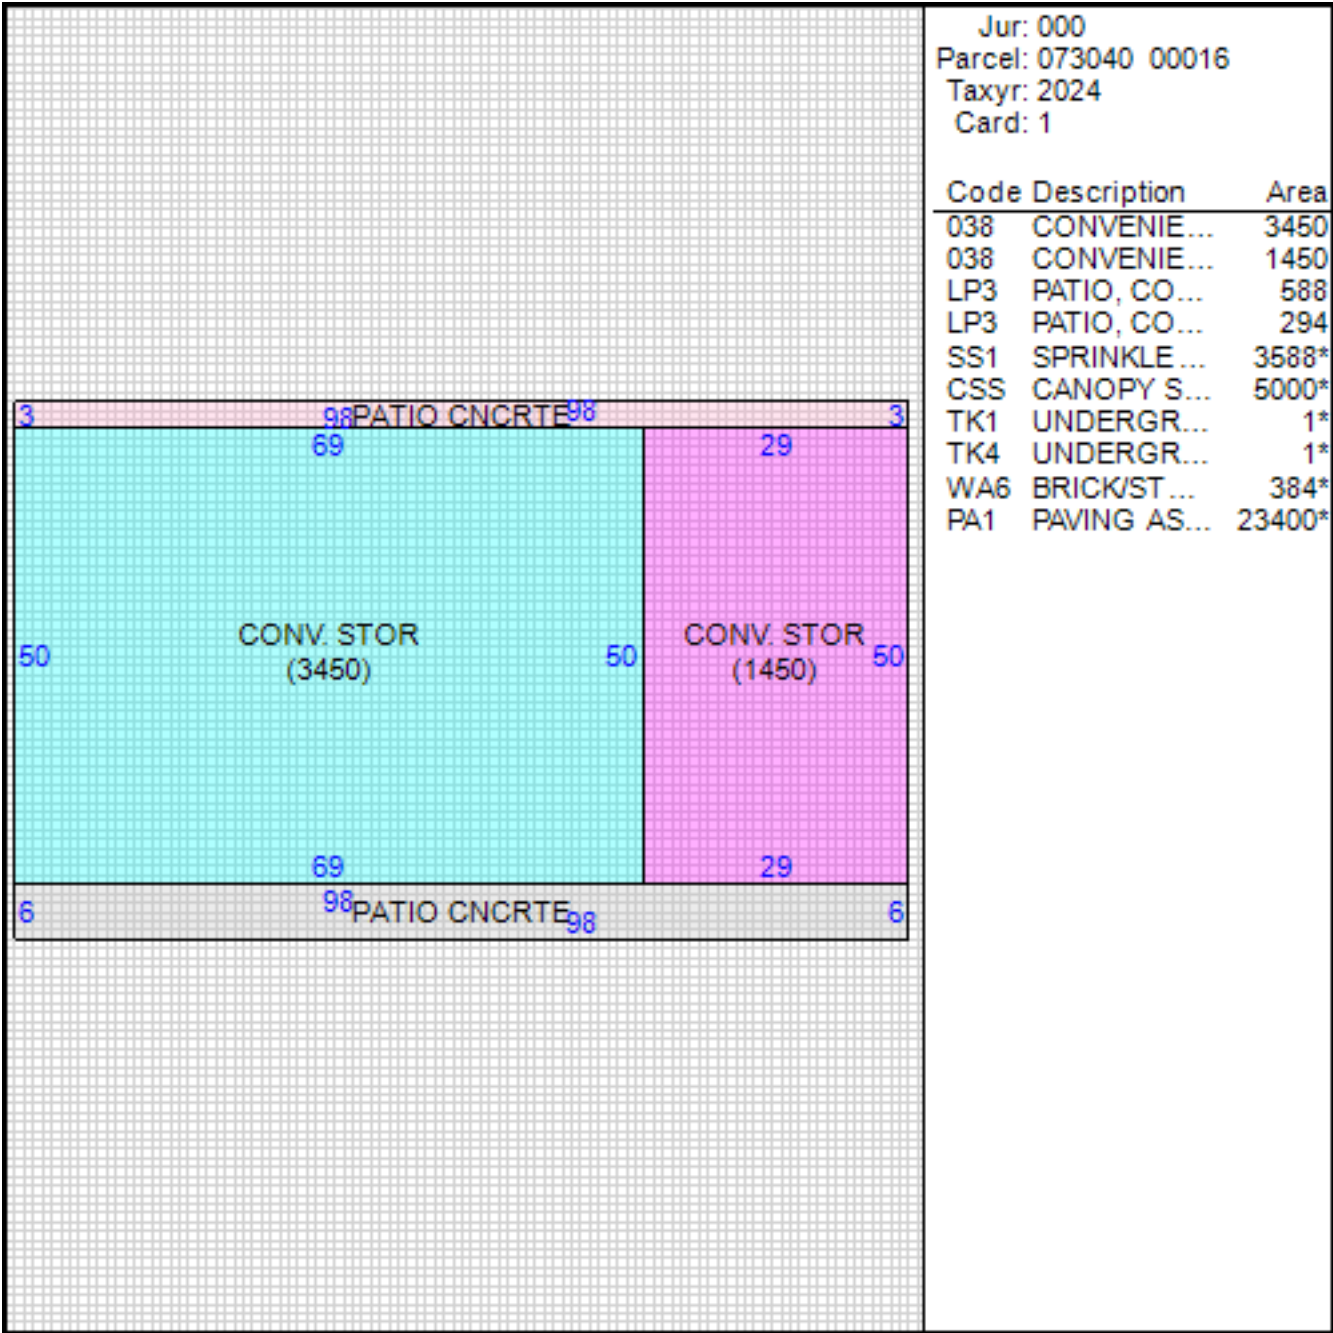 Jur: 000
Parcel: 073040 00016
Taxyr: 2024
Card: 1
Code Description Area
038 CONVENIE... 3450
038 CONVENIE... 1450
LP3 PATIO, CO... 588
LP3 PATIO, CO... 294
SS1 SPRINKLE... 3588*
CSS CANOPY S... 5000*
TK1 UNDERGR... 1*
TK4 UNDERGR... 1*
WA6 BRICK/ST... 384*
PA1 PAVING AS... 23400*
3 98 PATIO CNCRTE 98 3
69 29
CONV. STOR CONV. STOR
50 50 50
(3450) (1450)
69 29
6 98 PATIO CNCRTE 98 6